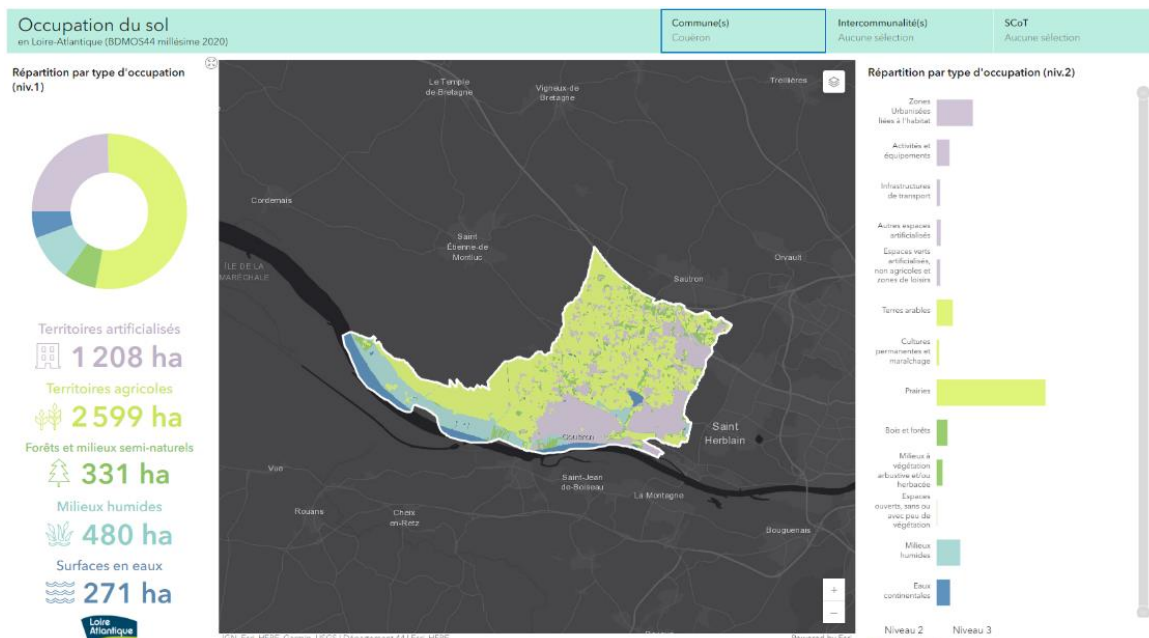 Occupation du sol
en Loire-Atlantique (BDMOS44 millésime 2020)
Commune(s)
Couëron
Intercommunalité(s)
Aucune sélection
SCoT
Aucune sélection
Répartition par type d'occupation
(niv.1)
Territoires artificialisés
1 208 ha
Territoires agricoles
2 599 ha
Forêts et milieux semi-naturels
331 ha
Milieux humides
480 ha
Surfaces en eaux
271 ha
Loire
Atlantique
Le Temple
de-Bretagne
Vigneux-de
Bretagne
Treillières
Cordemais
Saint
Étienne-de
Montluc
ÎLE DE LA
MARÉCHALE
Sautron
Orvault
Couëron
Saint
Herblain
Saint-Jean
de-Boiseau
La Montagne
Vue
Rouans
Cheix
en-Retz
Bouguenais
+
−
Powered by Esri
Répartition par type d'occupation (niv.2)
Zones
Urbanisées
liées à l'habitat
Activités et
équipements
Infrastructures
de transport
Autres espaces
artificialisés
Espaces verts
artificialisés,
non agricoles et
zones de loisirs
Terres arables
Cultures
permanentes et
maraîchage
Prairies
Bois et forêts
Milieux à
végétation
arbustive et/ou
herbacée
Espaces
ouverts, sans ou
avec peu de
végétation
Milieux
humides
Eaux
continentales
Niveau 2
Niveau 3